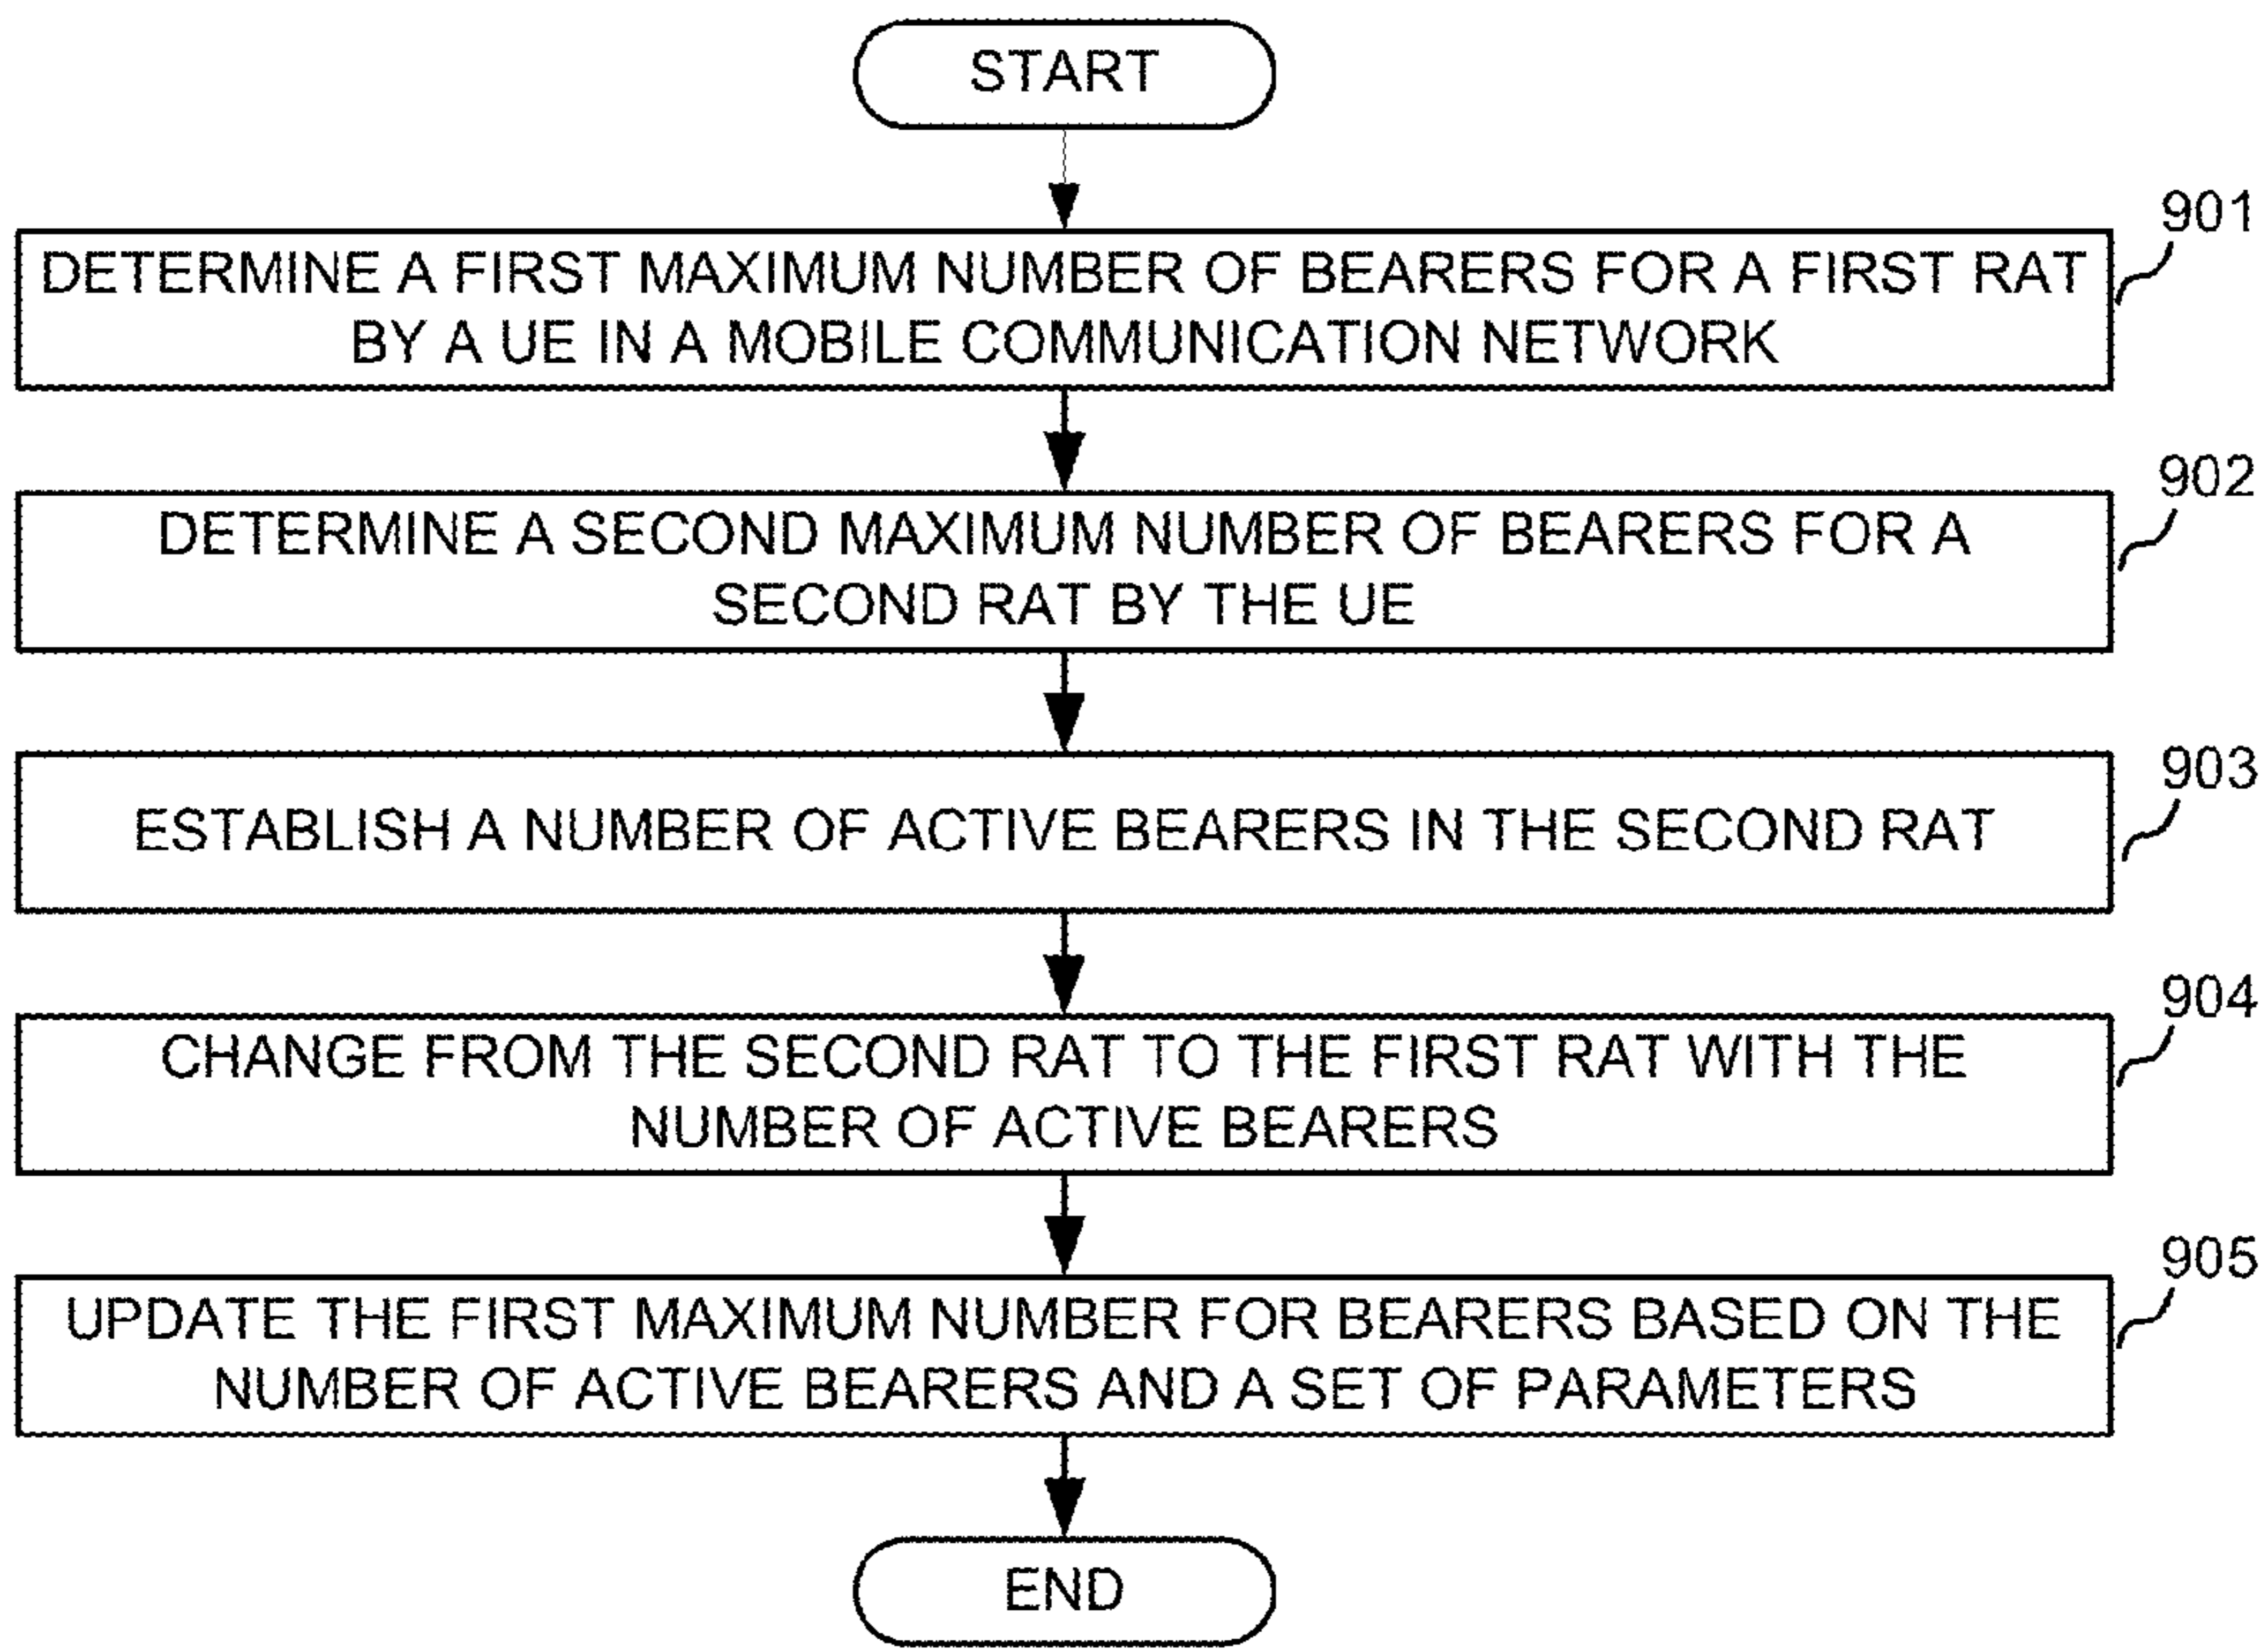 START
901
DETERMINE A FIRST MAXIMUM NUMBER OF BEARERS FOR A FIRST RAT
BY A UE IN A MOBILE COMMUNICATION NETWORK
902
DETERMINE A SECOND MAXIMUM NUMBER OF BEARERS FOR A
SECOND RAT BY THE UE
903
ESTABLISH A NUMBER OF ACTIVE BEARERS IN THE SECOND RAT
904
CHANGE FROM THE SECOND RAT TO THE FIRST RAT WITH THE
NUMBER OF ACTIVE BEARERS
905
UPDATE THE FIRST MAXIMUM NUMBER FOR BEARERS BASED ON THE
NUMBER OF ACTIVE BEARERS AND A SET OF PARAMETERS
END